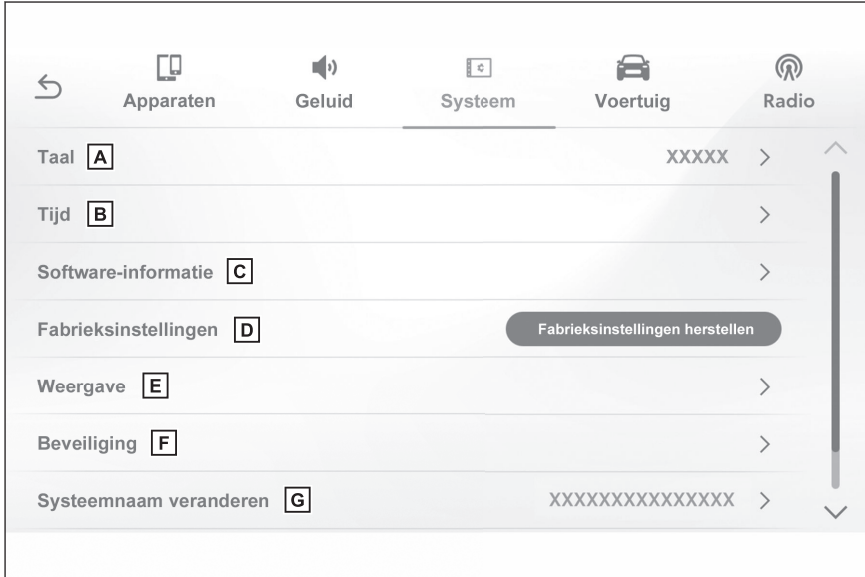 Apparaten Geluid Systeem Voertuig Radio
Taal A XXXXX
Tijd B
Software-informatie C
Fabrieksinstellingen D Fabrieksinstellingen herstellen
Weergave E
Beveiliging F
Systeemnaam veranderen G XXXXXXXXXXXXXXX